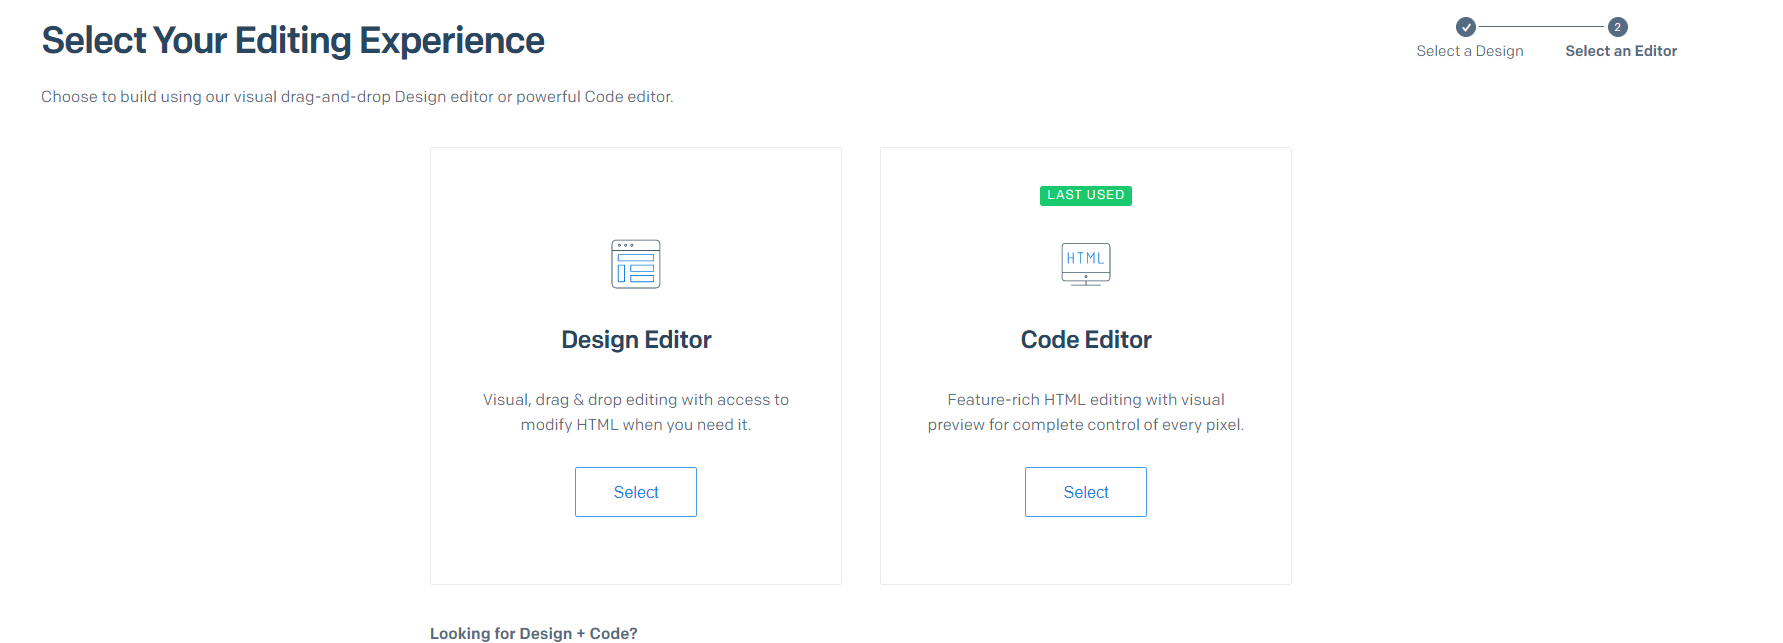 Select Your Editing Experience
2
Select a Design
Select an Editor
Choose to build using our visual drag-and-drop Design editor or powerful Code editor.
Design Editor
Visual, drag & drop editing with access to
modify HTML when you need it.
Select
LAST USED
HTML
Code Editor
Feature-rich HTML editing with visual
preview for complete control of every pixel.
Select
Looking for Design + Code?